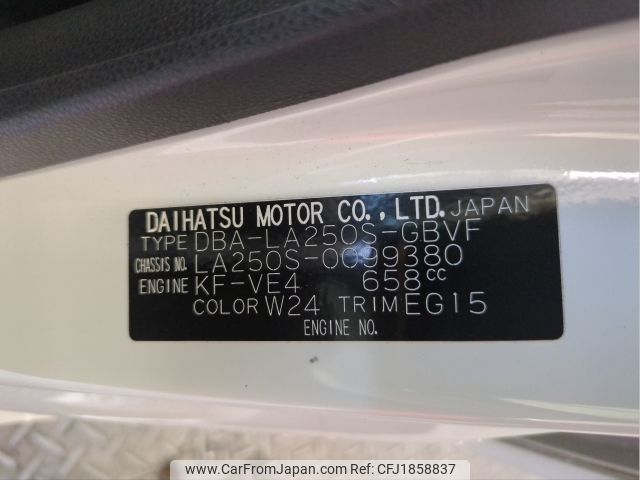 DAIHATSU MOTOR CO., LTD. JAPAN
TYPE DBA-LA250S-GBVF
CHASSIS NO. LA250S-0099380
ENGINE KF-VE4 658cc
COLOR W24 TRIM EG15
ENGINE NO.
www.CarFromJapan.com - CFJ1858837